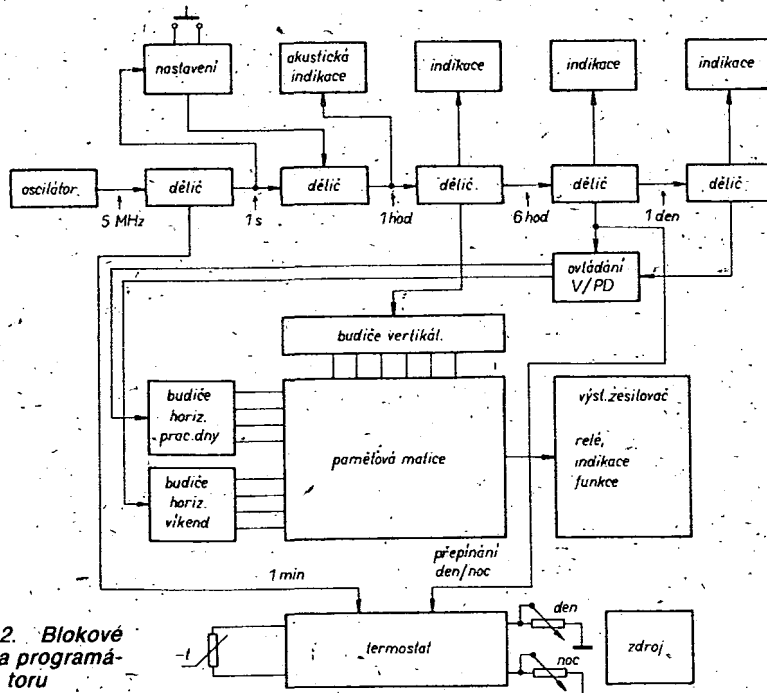 nastavení
akustická
indikace
indikace
indikace
indikace
oscilátor
dělič
dělič
dělič
dělič
dělič
5 MHz
1 s
1 hod
6 hod
1 den
ovládání
V/PD
budiče vertikál.
budiče
horiz.
prac.dny
paměťová matice
výst.zesilovač
relé,
indikace
funkce
budiče
horiz.
víkend
přepínání
den/noc
1 min
2. Blokové
a programá-
toru
-t
termostat
den
noc
zdroj